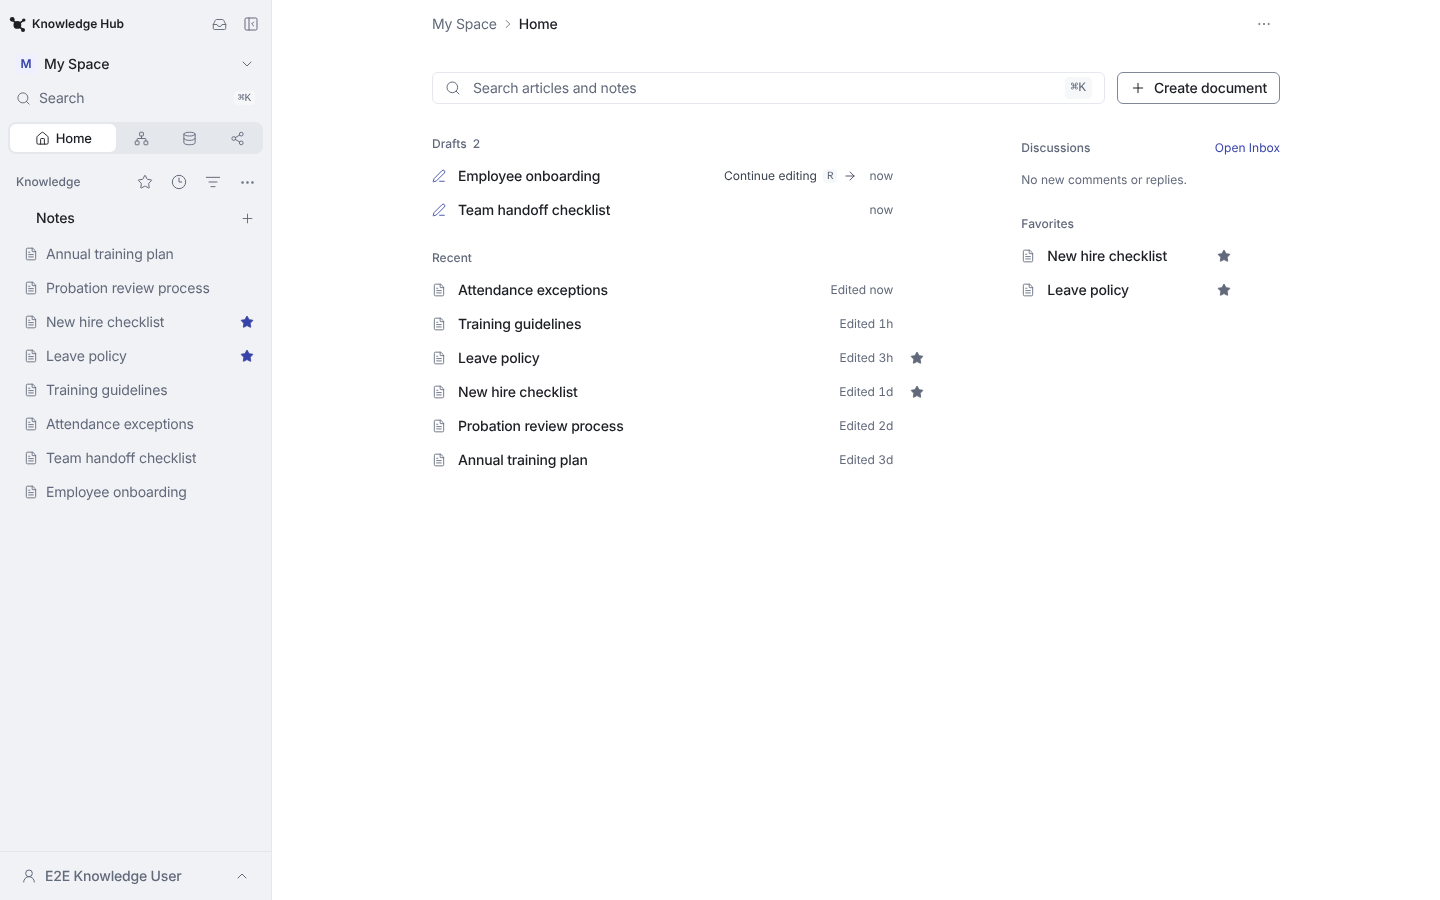 Knowledge Hub
M My Space
Search ⌘K
Home
Knowledge
Notes
Annual training plan
Probation review process
New hire checklist
Leave policy
Training guidelines
Attendance exceptions
Team handoff checklist
Employee onboarding
E2E Knowledge User
My Space Home
Search articles and notes ⌘K
Create document
Drafts 2
Employee onboarding Continue editing R now
Team handoff checklist now
Recent
Attendance exceptions Edited now
Training guidelines Edited 1h
Leave policy Edited 3h
New hire checklist Edited 1d
Probation review process Edited 2d
Annual training plan Edited 3d
Discussions Open Inbox
No new comments or replies.
Favorites
New hire checklist
Leave policy